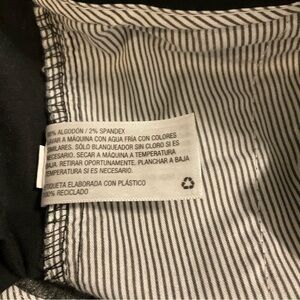 98% ALGODÓN / 2% SPANDEX
LAVAR A MÁQUINA CON AGUA FRÍA CON COLORES
SIMILARES. SÓLO BLANQUEADOR SIN CLORO SI ES
NECESARIO. SECAR A MÁQUINA A TEMPERATURA
BAJA. RETIRAR OPORTUNAMENTE. PLANCHAR A BAJA
TEMPERATURA SI ES NECESARIO.
ETIQUETA ELABORADA CON PLÁSTICO
100% RECICLADO